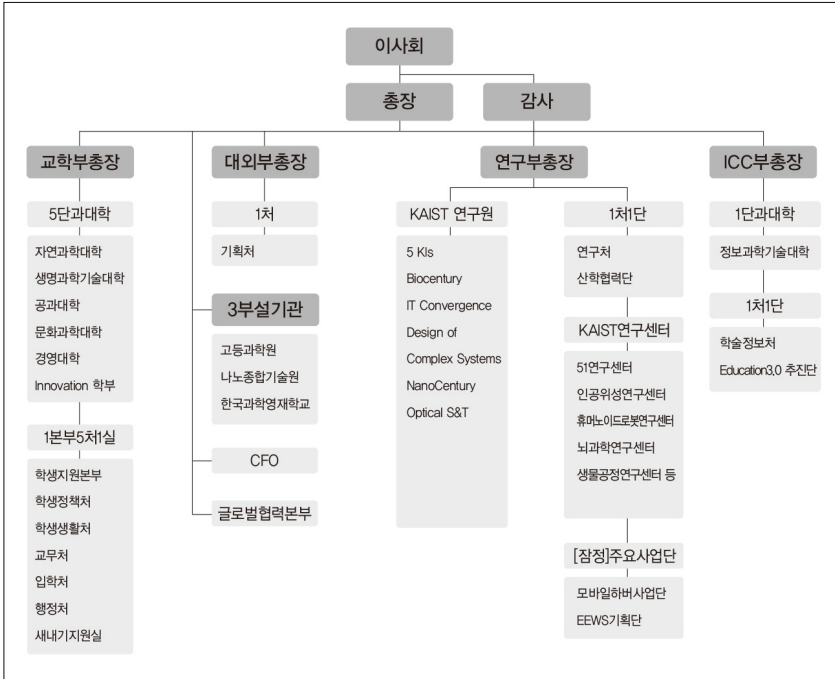 이사회
총장
감사
교학부총장
5단과대학
자연과학대학
생명과학기술대학
공과대학
문화과학대학
경영대학
Innovation 학부
1본부5처1실
학생지원본부
학생정책처
학생생활처
교무처
입학처
행정처
새내기지원실
대외부총장
1처
기획처
3부설기관
고등과학원
나노종합기술원
한국과학영재학교
CFO
글로벌협력본부
연구부총장
KAIST 연구원
5 KIs
Biocentury
IT Convergence
Design of
Complex Systems
NanoCentury
Optical S&T
1처1단
연구처
산학협력단
KAIST연구센터
51연구센터
인공위성연구센터
휴머노이드로봇연구센터
뇌과학연구센터
생물공정연구센터 등
[잠정]주요사업단
모바일하버사업단
EEWS기획단
ICC부총장
1단과대학
정보과학기술대학
1처1단
학술정보처
Education3.0 추진단